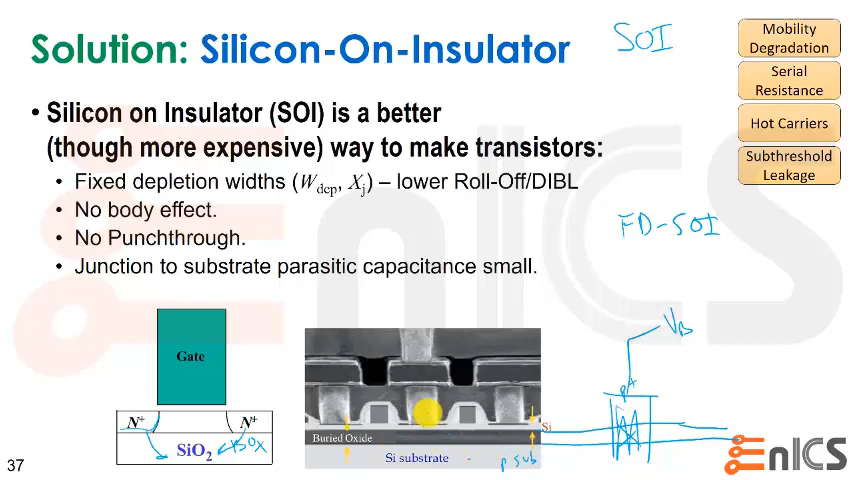 Solution: Silicon-On-Insulator
SOI
Mobility
Degradation
Serial
Resistance
Hot Carriers
Subthreshold
Leakage
• Silicon on Insulator (SOI) is a better
(though more expensive) way to make transistors:
• Fixed depletion widths (Wdep, Xj) – lower Roll-Off/DIBL
• No body effect.
• No Punchthrough.
• Junction to substrate parasitic capacitance small.
FD-SOI
VB
Gate
P+
N+ N+
SiO2
BOX
Si
Buried Oxide
Si substrate
p sub
EnICS
37